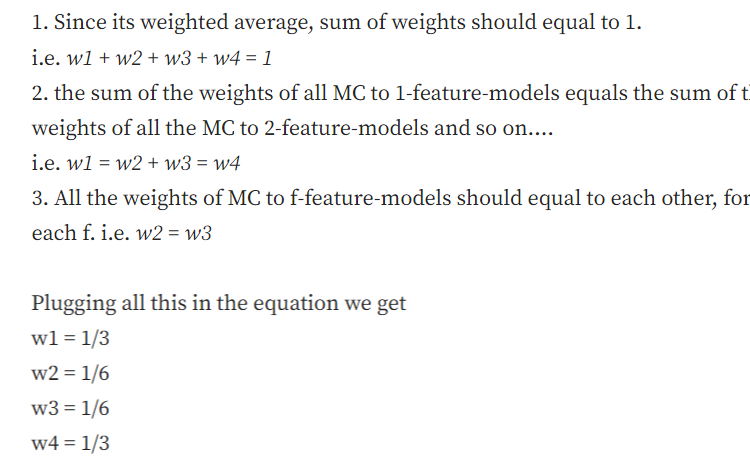 1. Since its weighted average, sum of weights should equal to 1.
i.e. w1 + w2 + w3 + w4 = 1
2. the sum of the weights of all MC to 1-feature-models equals the sum of
weights of all the MC to 2-feature-models and so on....
i.e. w1 = w2 + w3 = w4
3. All the weights of MC to f-feature-models should equal to each other, for
each f. i.e. w2 = w3
Plugging all this in the equation we get
w1 = 1/3
w2 = 1/6
w3 = 1/6
w4 = 1/3